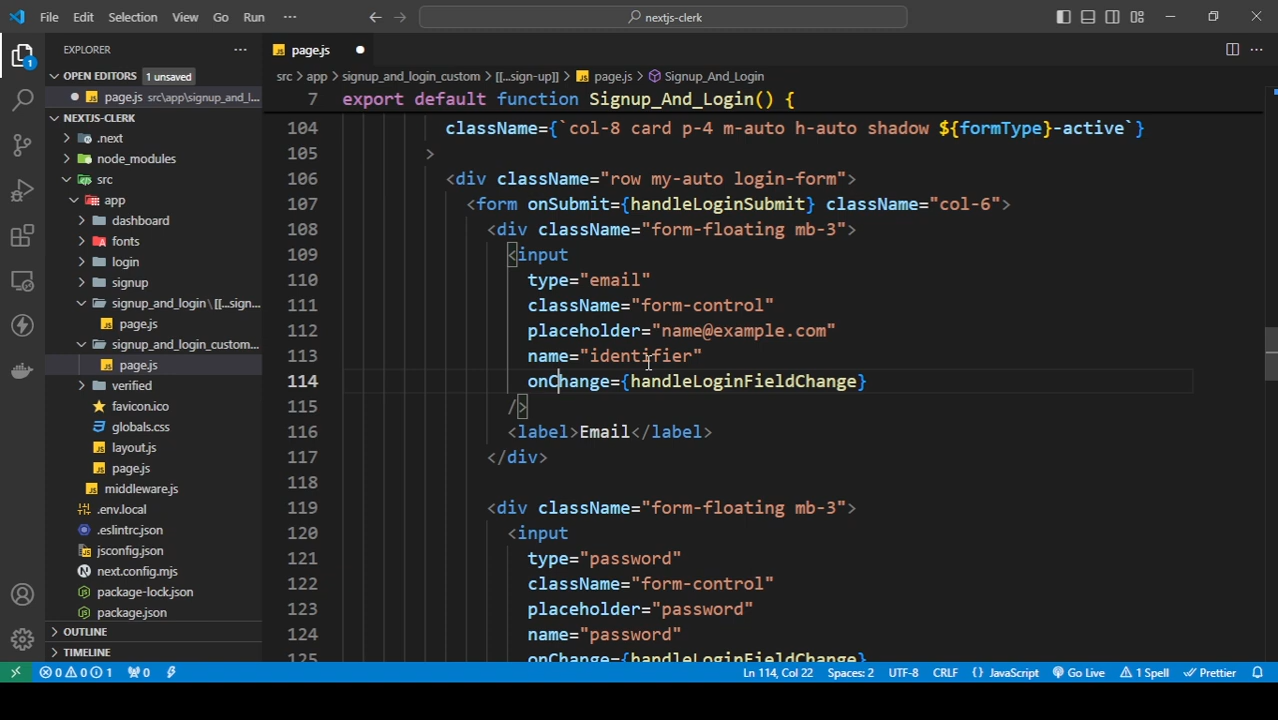 File Edit Selection View Go Run ··· nextjs-clerk
EXPLORER ···
OPEN EDITORS 1 unsaved
page.js src\app\signup_and_l...
NEXTJS-CLERK
.next
node_modules
src
app
dashboard
fonts
login
signup
signup_and_login \ [[...sign...
page.js
signup_and_login_custom...
page.js
verified
favicon.ico
globals.css
layout.js
page.js
middleware.js
.env.local
.eslintrc.json
jsconfig.json
next.config.mjs
package-lock.json
package.json
OUTLINE
TIMELINE
page.js
src > app > signup_and_login_custom > [[...sign-up]] > page.js > Signup_And_Login
7 export default function Signup_And_Login() {
104 className={`col-8 card p-4 m-auto h-auto shadow ${formType}-active`}
105 >
106 <div className="row my-auto login-form">
107 <form onSubmit={handleLoginSubmit} className="col-6">
108 <div className="form-floating mb-3">
109 <input
110 type="email"
111 className="form-control"
112 placeholder="name@example.com"
113 name="identifier"
114 onChange={handleLoginFieldChange}
115 />
116 <label>Email</label>
117 </div>
118
119 <div className="form-floating mb-3">
120 <input
121 type="password"
122 className="form-control"
123 placeholder="password"
124 name="password"
125 onChange={handleLoginFieldChange}
0 0 1 0 Ln 114, Col 22 Spaces: 2 UTF-8 CRLF {} JavaScript Go Live 1 Spell Prettier